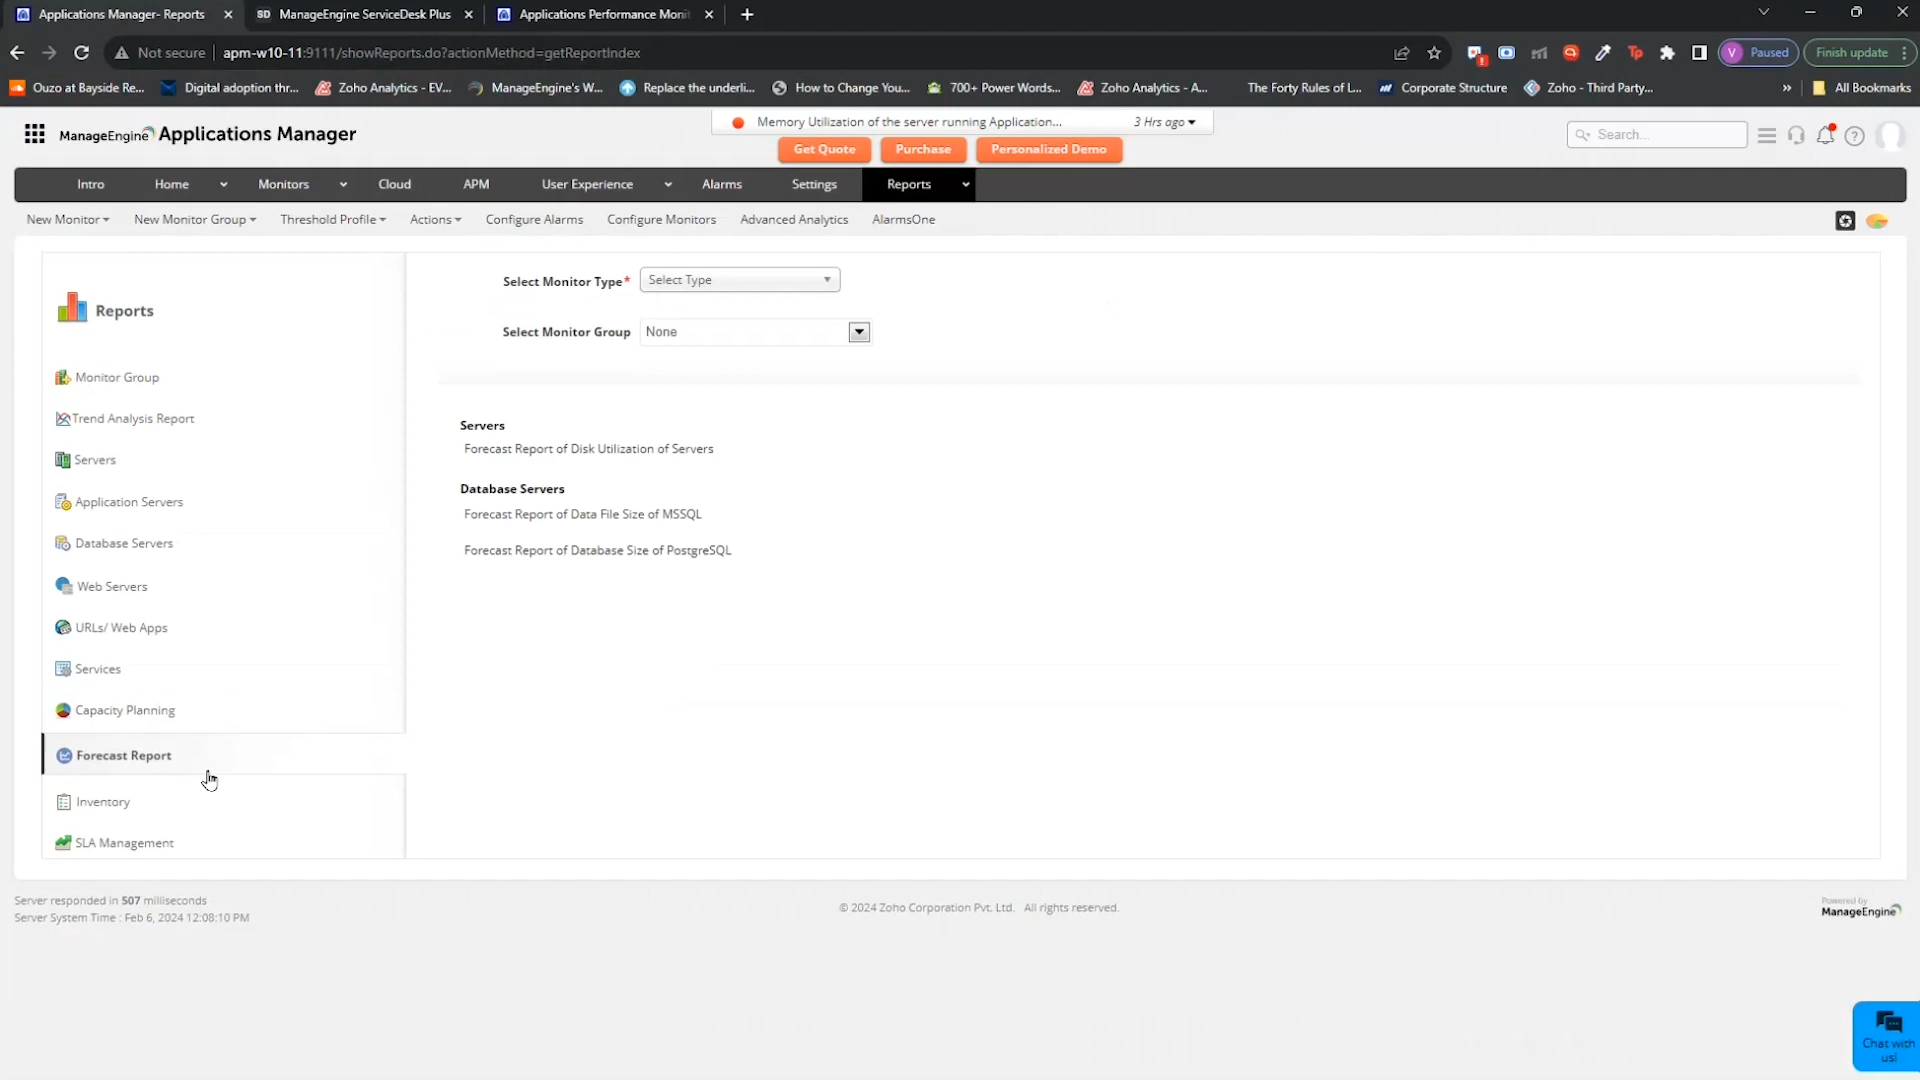 Applications Manager- Reports
SD ManageEngine ServiceDesk Plus
Applications Performance Monit
Not secure apm-w10-11:9111/showReports.do?actionMethod=getReportIndex
V Paused
Finish update
Ouzo at Bayside Re...
Digital adoption thr...
Zoho Analytics - EV...
ManageEngine's W...
Replace the underli...
How to Change You...
700+ Power Words...
Zoho Analytics - A...
The Forty Rules of L...
Corporate Structure
Zoho - Third Party...
» All Bookmarks
ManageEngine Applications Manager
Memory Utilization of the server running Application... 3 Hrs ago
Get Quote Purchase Personalized Demo
Search...
Intro Home Monitors Cloud APM User Experience Alarms Settings Reports
New Monitor New Monitor Group Threshold Profile Actions Configure Alarms Configure Monitors Advanced Analytics AlarmsOne
Reports
Monitor Group
Trend Analysis Report
Servers
Application Servers
Database Servers
Web Servers
URLs/ Web Apps
Services
Capacity Planning
Forecast Report
Inventory
SLA Management
Select Monitor Type* Select Type
Select Monitor Group None
Servers
Forecast Report of Disk Utilization of Servers
Database Servers
Forecast Report of Data File Size of MSSQL
Forecast Report of Database Size of PostgreSQL
Server responded in 507 milliseconds
Server System Time : Feb 6, 2024 12:08:10 PM
© 2024 Zoho Corporation Pvt. Ltd. All rights reserved.
Powered by
ManageEngine
Chat with
us!